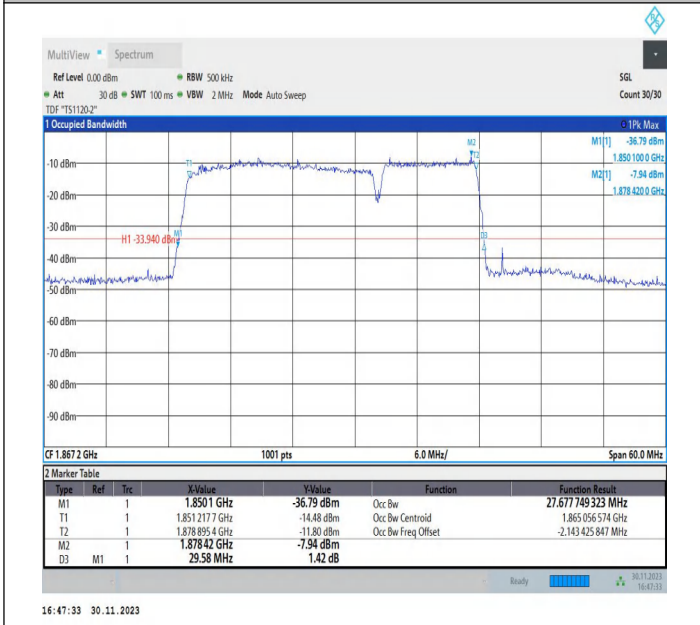 MultiView Spectrum
Ref Level 0.00 dBm RBW 500 kHz SGL
Att 30 dB SWT 100 ms VBW 2 MHz Mode Auto Sweep Count 30/30
TDF "TS1120-2"
1 Occupied Bandwidth 1Pk Max
M1[1] -36.79 dBm
1.850 100 0 GHz
M2[1] -7.94 dBm
1.878 420 0 GHz
M2
T2
T1
-10 dBm
-20 dBm
-30 dBm
M1
H1 -33.940 dBm
D3
-40 dBm
-50 dBm
-60 dBm
-70 dBm
-80 dBm
-90 dBm
CF 1.867 2 GHz 1001 pts 6.0 MHz/ Span 60.0 MHz
2 Marker Table
Type Ref Trc X-Value Y-Value Function Function Result
M1 1 1.8501 GHz -36.79 dBm Occ Bw 27.677 749 323 MHz
T1 1 1.851 2177 GHz -14.48 dBm Occ Bw Centroid 1.865 056 574 GHz
T2 1 1.878 895 4 GHz -11.80 dBm Occ Bw Freq Offset -2.143 425 847 MHz
M2 1 1.878 42 GHz -7.94 dBm
D3 M1 1 29.58 MHz 1.42 dB
Ready 30.11.2023
16:47:33
16:47:33 30.11.2023